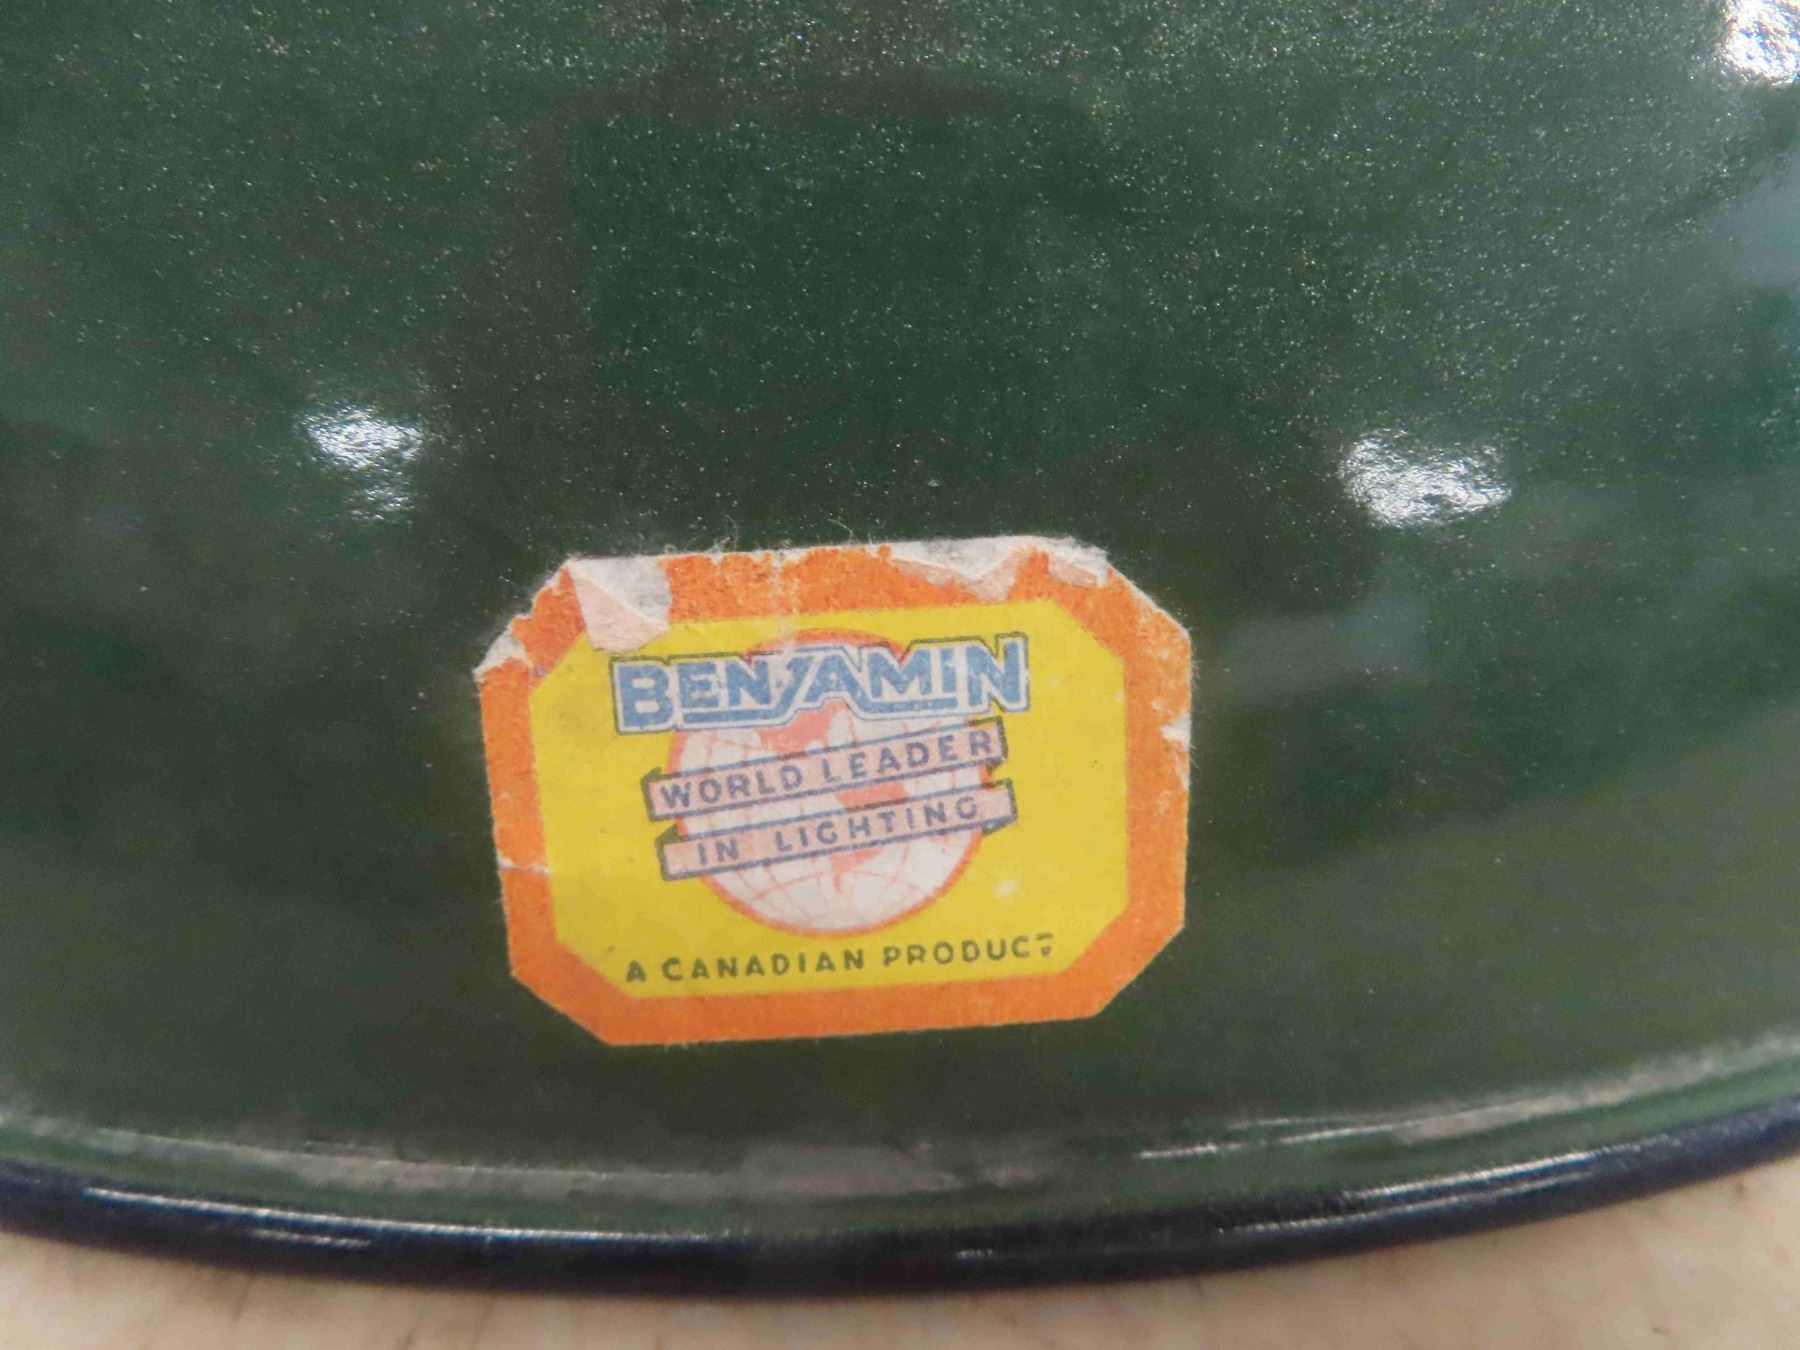 BENJAMIN
WORLD LEADER
IN LIGHTING
A CANADIAN PRODUCT